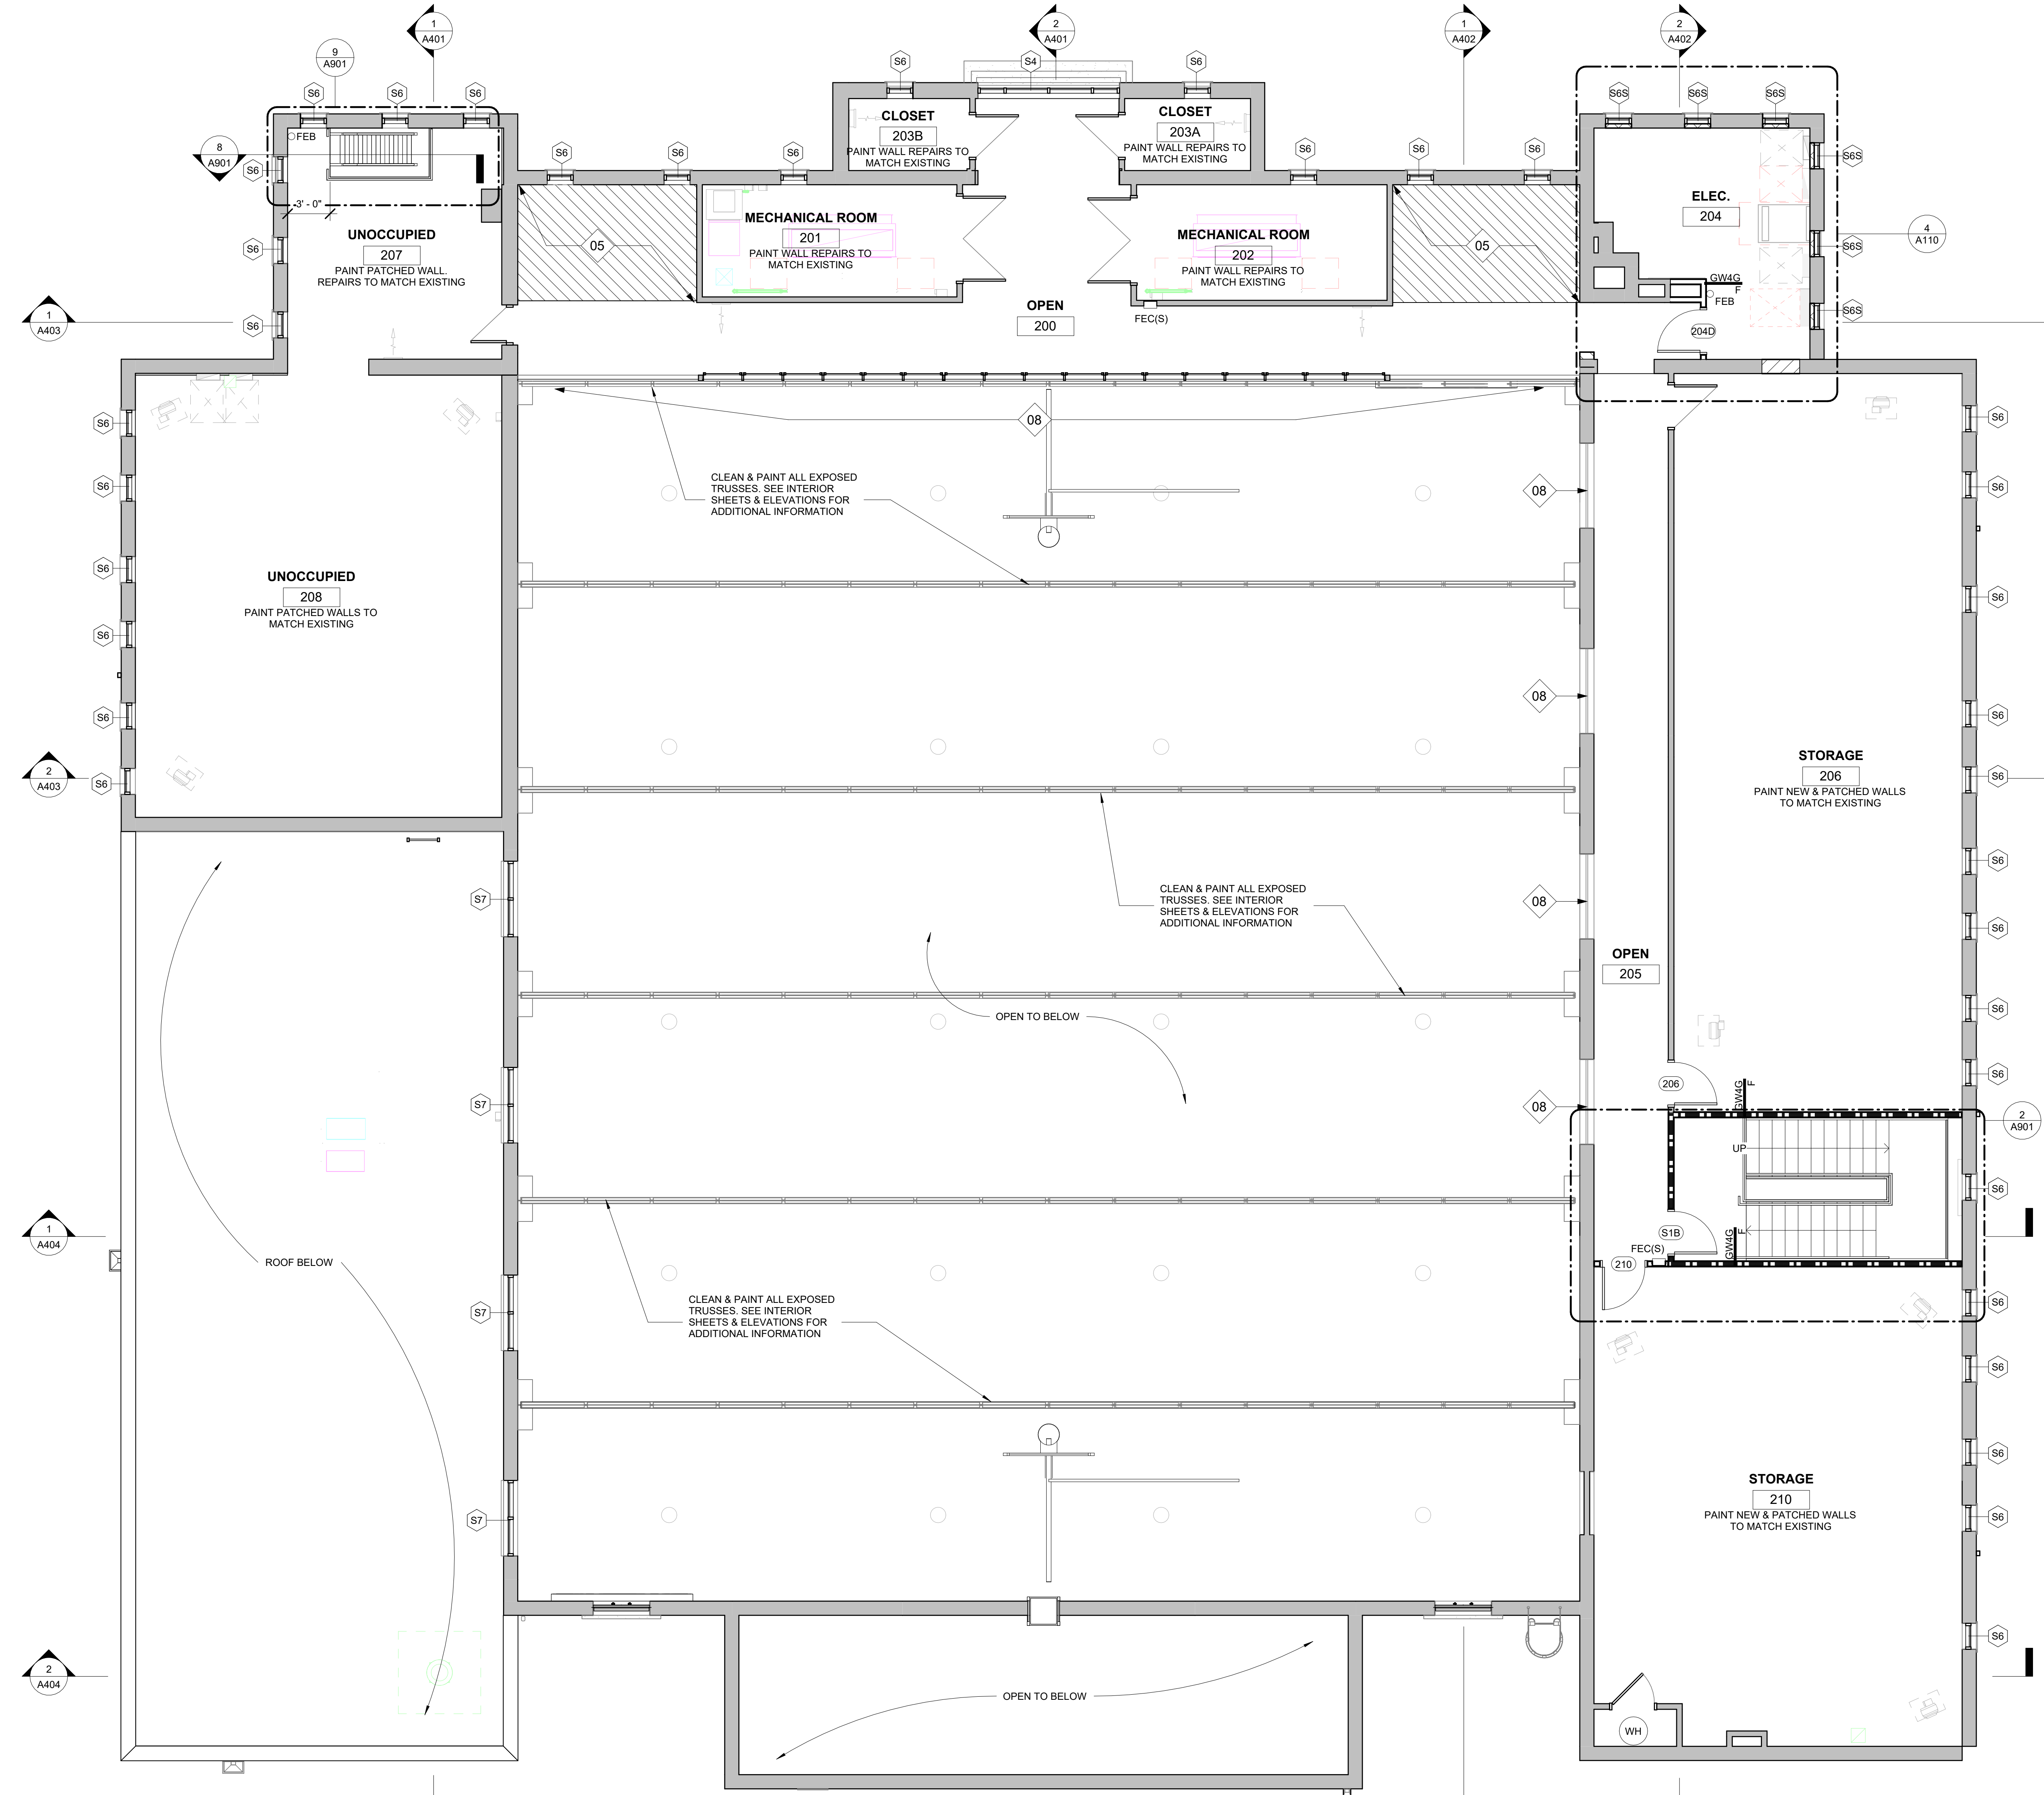 1
A401
2
A401
1
A402
2
A402
9
A901
S6
S4
S6
S6
S6
S6
S6S
S6S
S6S
FEB
CLOSET
203B
PAINT WALL REPAIRS TO
MATCH EXISTING
CLOSET
203A
PAINT WALL REPAIRS TO
MATCH EXISTING
8
A901
S6
S6
S6
S6
S6
S6
S6
S6S
3' - 0"
UNOCCUPIED
207
PAINT PATCHED WALL.
REPAIRS TO MATCH EXISTING
05
MECHANICAL ROOM
201
PAINT WALL REPAIRS TO
MATCH EXISTING
MECHANICAL ROOM
202
PAINT WALL REPAIRS TO
MATCH EXISTING
05
ELEC.
204
S6
S6S
4
A110
GW4G
F
FEB
S6S
OPEN
200
FEC(S)
1
A403
S6
204D
08
S6
S6
S6
S6
CLEAN & PAINT ALL EXPOSED
TRUSSES. SEE INTERIOR
SHEETS & ELEVATIONS FOR
ADDITIONAL INFORMATION
08
S6
S6
UNOCCUPIED
208
PAINT PATCHED WALLS TO
MATCH EXISTING
S6
08
S6
S6
STORAGE
206
PAINT NEW & PATCHED WALLS
TO MATCH EXISTING
2
A403
S6
S6
S6
S7
CLEAN & PAINT ALL EXPOSED
TRUSSES. SEE INTERIOR
SHEETS & ELEVATIONS FOR
ADDITIONAL INFORMATION
08
S6
OPEN
205
OPEN TO BELOW
S6
S6
S7
08
206
GW4G
F
2
A901
UP
S6
1
A404
ROOF BELOW
S1B
GW4G
F
FEC(S)
210
S7
CLEAN & PAINT ALL EXPOSED
TRUSSES. SEE INTERIOR
SHEETS & ELEVATIONS FOR
ADDITIONAL INFORMATION
S6
S6
S6
S7
STORAGE
210
PAINT NEW & PATCHED WALLS
TO MATCH EXISTING
S6
S6
2
A404
OPEN TO BELOW
WH